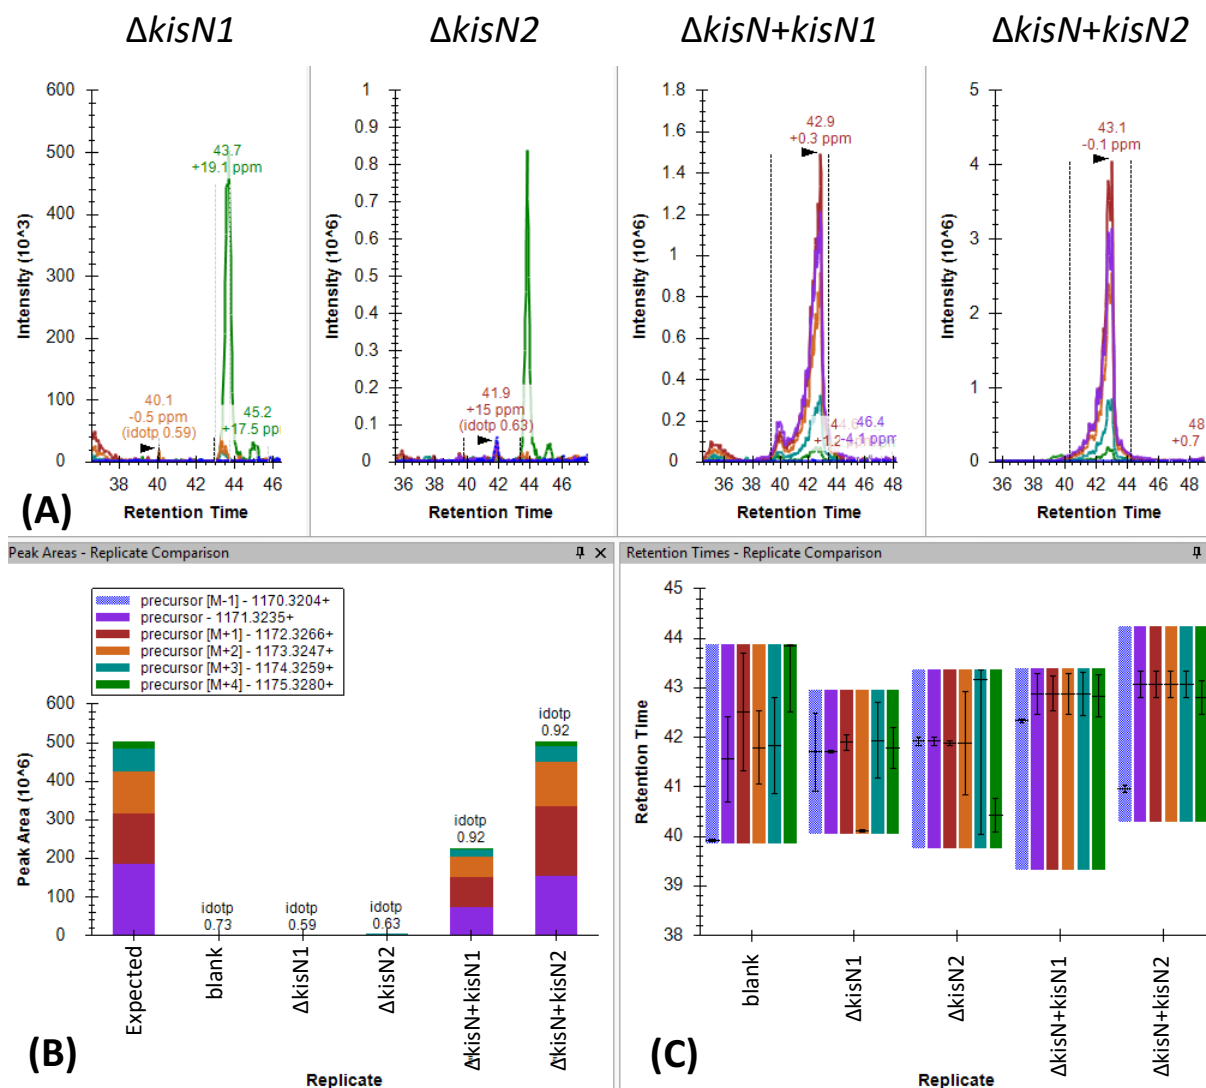 ΔkisN1 ΔkisN2 ΔkisN+kisN1 ΔkisN+kisN2
600
500
400
300
200
100
0
Intensity (10^3)
43.7
+19.1 ppm
40.1
-0.5 ppm
(idotp 0.59)
45.2
+17.5 pp
36 38 40 42 44 46
Retention Time
1
0.9
0.8
0.7
0.6
0.5
0.4
0.3
0.2
0.1
0
Intensity (10^6)
41.9
+15 ppm
(idotp 0.63)
36 38 40 42 44 46
Retention Time
1.8
1.6
1.4
1.2
1
0.8
0.6
0.4
0.2
0
Intensity (10^6)
42.9
+0.3 ppm
46.4
-4.1 ppm
+1.2
36 38 40 42 44 46 48
Retention Time
5
4
3
2
1
0
Intensity (10^6)
43.1
-0.1 ppm
48
+0.7
36 38 40 42 44 46 48
Retention Time
(A)
Peak Areas - Replicate Comparison
precursor [M-1] - 1170.3204+
precursor - 1171.3235+
precursor [M+1] - 1172.3266+
precursor [M+2] - 1173.3247+
precursor [M+3] - 1174.3259+
precursor [M+4] - 1175.3280+
600
500
400
300
200
100
0
Peak Area (10^6)
idotp
0.73
idotp
0.59
idotp
0.63
idotp
0.92
idotp
0.92
Expected
blank
ΔkisN1
ΔkisN2
ΔkisN+kisN1
ΔkisN+kisN2
Replicate
(B)
Retention Times - Replicate Comparison
45
44
43
42
41
40
39
38
Retention Time
blank
ΔkisN1
ΔkisN2
ΔkisN+kisN1
ΔkisN+kisN2
Replicate
(C)